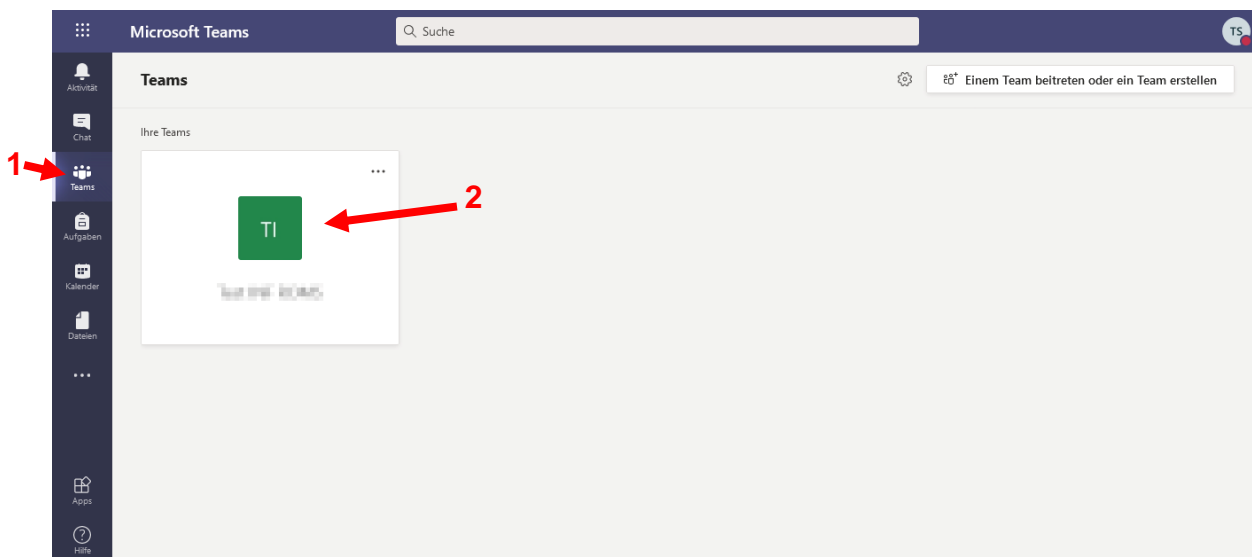 Microsoft Teams
Suche
TS
Aktivität
Teams
Einem Team beitreten oder ein Team erstellen
Chat
Ihre Teams
1
Teams
2
TI
Aufgaben
Kalender
Dateien
Apps
Hilfe